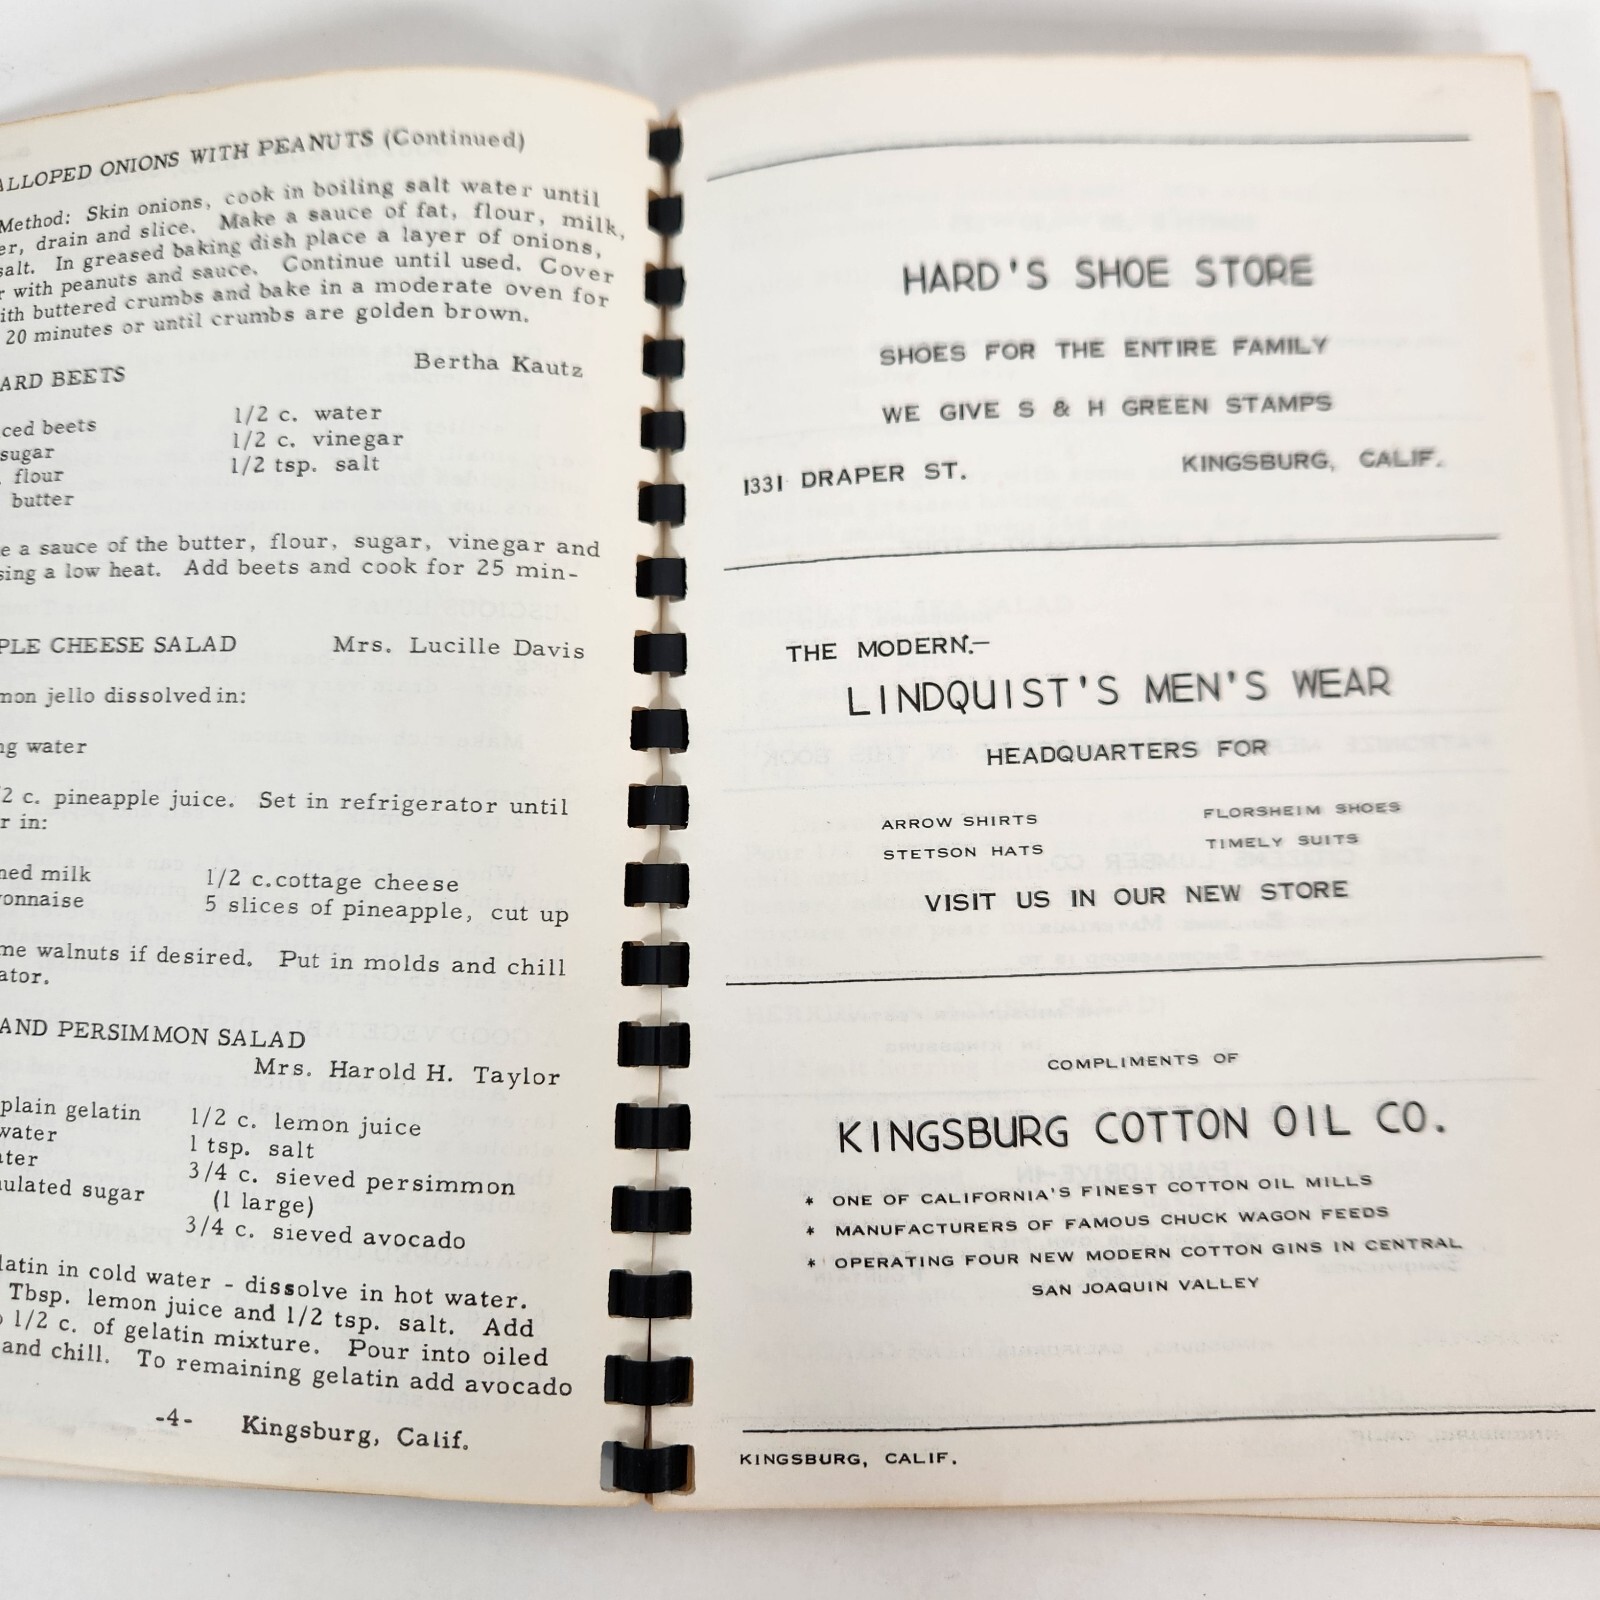 ALLOPED ONIONS WITH PEANUTS (Continued)
Method: Skin onions, cook in boiling salt water until
er, drain and slice. Make a sauce of fat, flour, milk,
salt. In greased baking dish place a layer of onions,
r with peanuts and sauce. Continue until used. Cover
ith buttered crumbs and bake in a moderate oven for
20 minutes or until crumbs are golden brown.
Bertha Kautz
ARD BEETS
ced beets 1/2 c. water
sugar 1/2 c. vinegar
. flour 1/2 tsp. salt
butter
e a sauce of the butter, flour, sugar, vinegar and
sing a low heat. Add beets and cook for 25 min-
PLE CHEESE SALAD Mrs. Lucille Davis
mon jello dissolved in:
ng water
/2 c. pineapple juice. Set in refrigerator until
r in:
ned milk 1/2 c.cottage cheese
onnaise 5 slices of pineapple, cut up
me walnuts if desired. Put in molds and chill
ator.
AND PERSIMMON SALAD
Mrs. Harold H. Taylor
plain gelatin 1/2 c. lemon juice
water 1 tsp. salt
ater 3/4 c. sieved persimmon
ulated sugar (1 large)
3/4 c. sieved avocado
latin in cold water - dissolve in hot water.
Tbsp. lemon juice and 1/2 tsp. salt. Add
o 1/2 c. of gelatin mixture. Pour into oiled
and chill. To remaining gelatin add avocado
-4- Kingsburg, Calif.
HARD'S SHOE STORE
SHOES FOR THE ENTIRE FAMILY
WE GIVE S & H GREEN STAMPS
1331 DRAPER ST. KINGSBURG, CALIF.
THE MODERN.—
LINDQUIST'S MEN'S WEAR
HEADQUARTERS FOR
ARROW SHIRTS FLORSHEIM SHOES
STETSON HATS TIMELY SUITS
VISIT US IN OUR NEW STORE
COMPLIMENTS OF
KINGSBURG COTTON OIL CO.
* ONE OF CALIFORNIA'S FINEST COTTON OIL MILLS
* MANUFACTURERS OF FAMOUS CHUCK WAGON FEEDS
* OPERATING FOUR NEW MODERN COTTON GINS IN CENTRAL
SAN JOAQUIN VALLEY
KINGSBURG, CALIF.